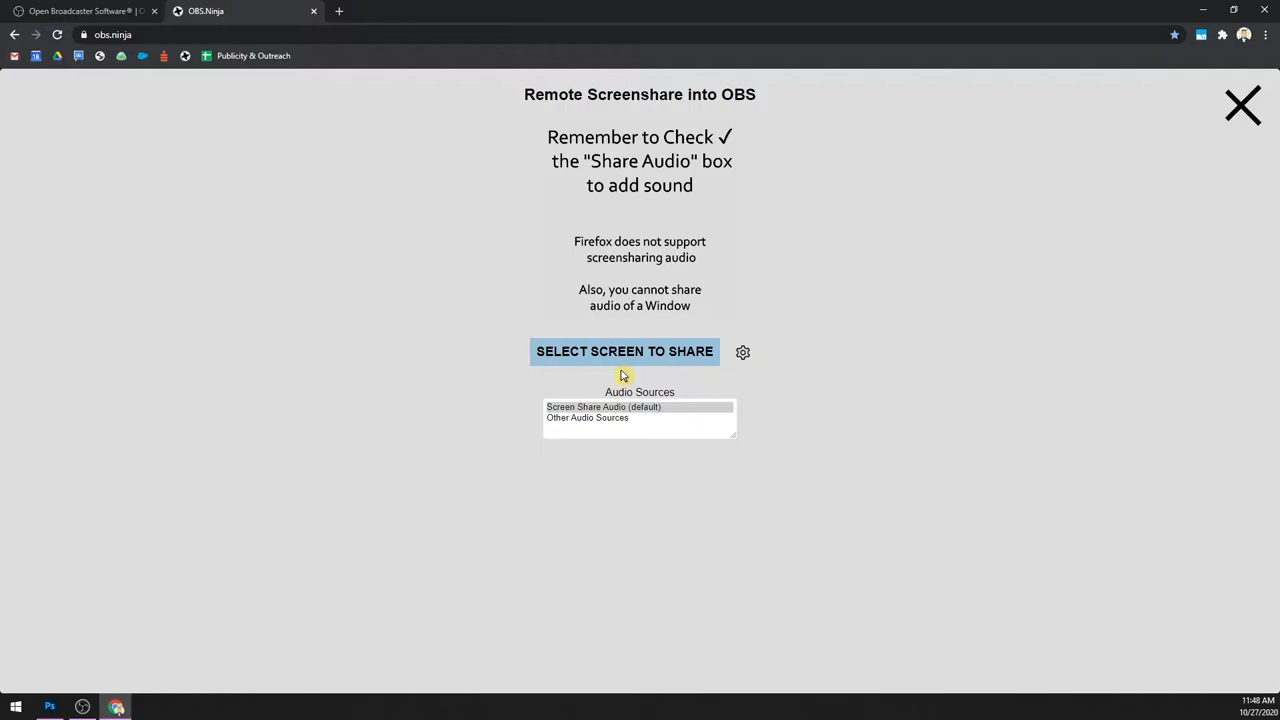 Open Broadcaster Software® | O
OBS.Ninja
obs.ninja
Publicity & Outreach
Remote Screenshare into OBS
Remember to Check ✓
the "Share Audio" box
to add sound
Firefox does not support
screensharing audio
Also, you cannot share
audio of a Window
SELECT SCREEN TO SHARE
Audio Sources
Screen Share Audio (default)
Other Audio Sources
Ps
11:48 AM
10/27/2020